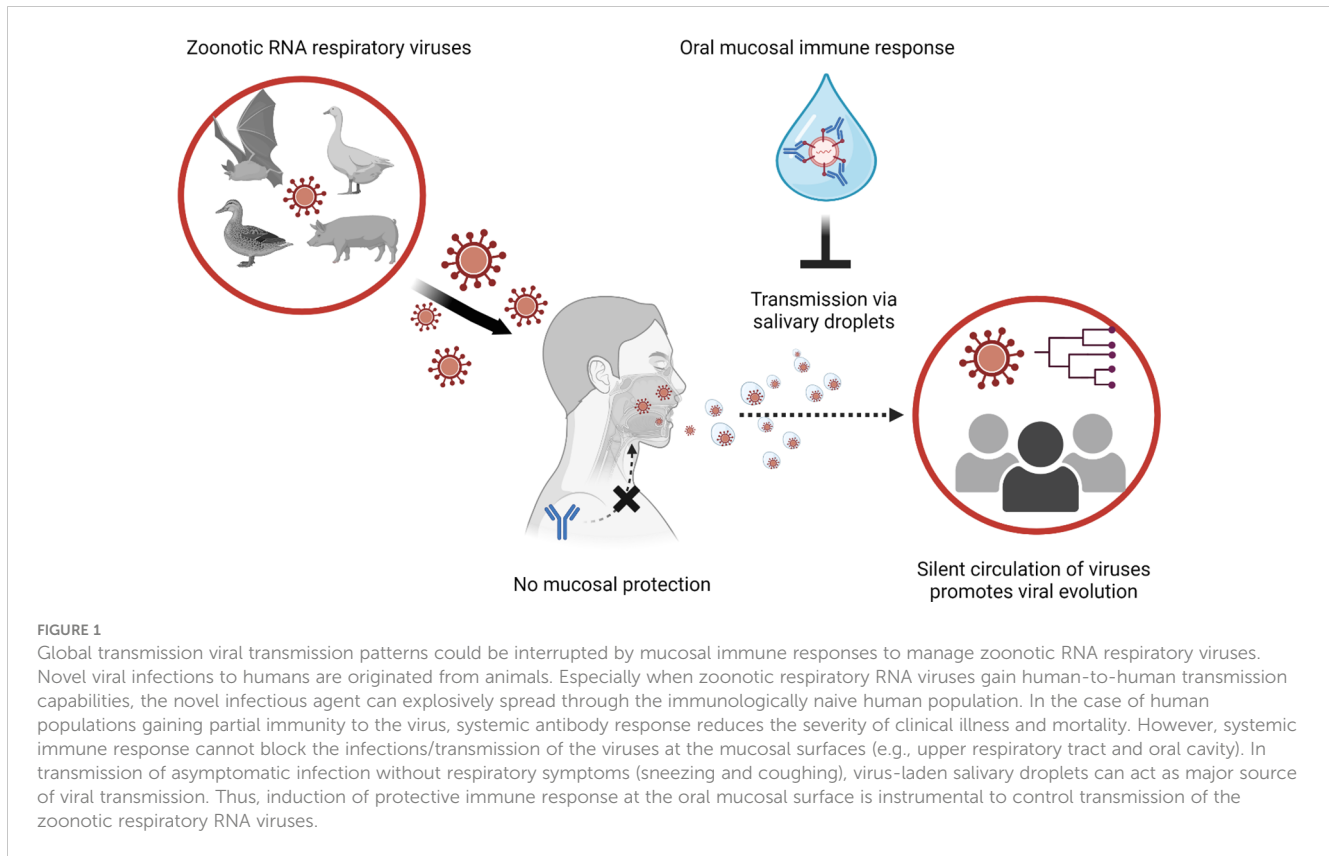 Zoonotic RNA respiratory viruses
Oral mucosal immune response
Transmission via
salivary droplets
No mucosal protection
Silent circulation of viruses
promotes viral evolution
FIGURE 1
Global transmission viral transmission patterns could be interrupted by mucosal immune responses to manage zoonotic RNA respiratory viruses.
Novel viral infections to humans are originated from animals. Especially when zoonotic respiratory RNA viruses gain human-to-human transmission
capabilities, the novel infectious agent can explosively spread through the immunologically naive human population. In the case of human
populations gaining partial immunity to the virus, systemic antibody response reduces the severity of clinical illness and mortality. However, systemic
immune response cannot block the infections/transmission of the viruses at the mucosal surfaces (e.g., upper respiratory tract and oral cavity). In
transmission of asymptomatic infection without respiratory symptoms (sneezing and coughing), virus-laden salivary droplets can act as major source
of viral transmission. Thus, induction of protective immune response at the oral mucosal surface is instrumental to control transmission of the
zoonotic respiratory RNA viruses.